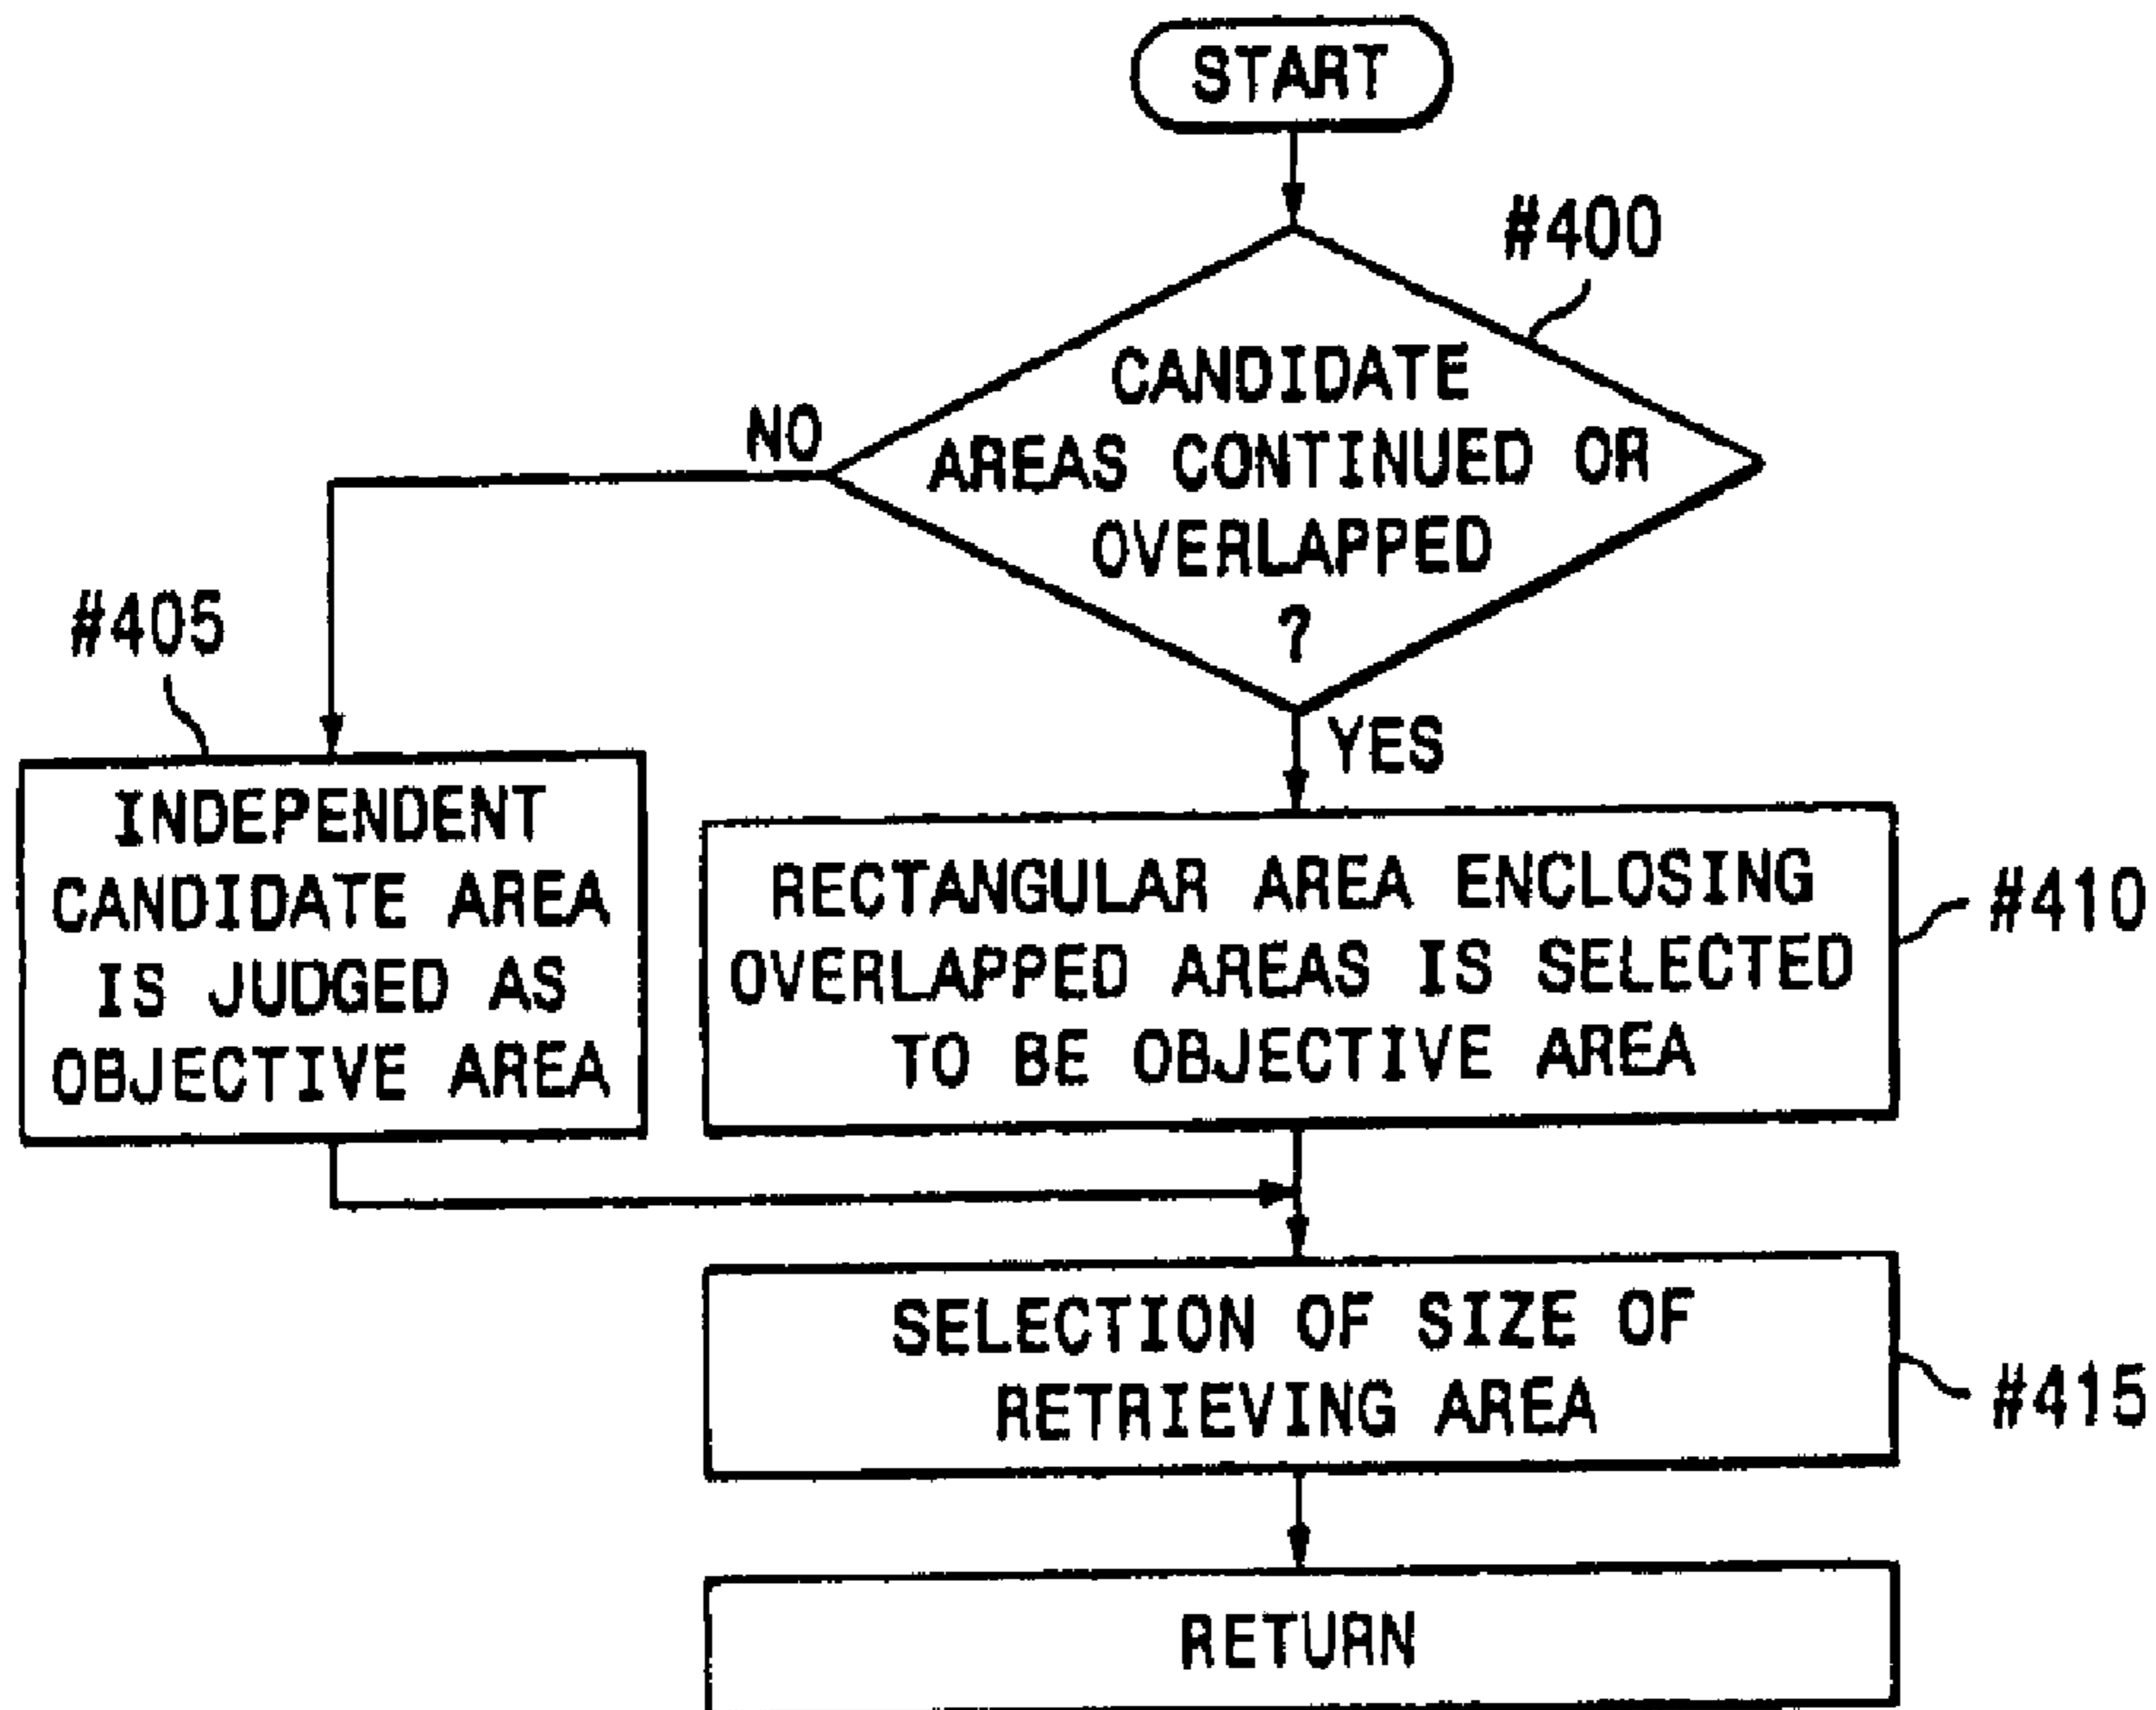 START
#400
CANDIDATE
AREAS CONTINUED OR
OVERLAPPED
?
NO
YES
#405
INDEPENDENT
CANDIDATE AREA
IS JUDGED AS
OBJECTIVE AREA
RECTANGULAR AREA ENCLOSING
OVERLAPPED AREAS IS SELECTED
TO BE OBJECTIVE AREA
#410
SELECTION OF SIZE OF
RETRIEVING AREA
#415
RETURN